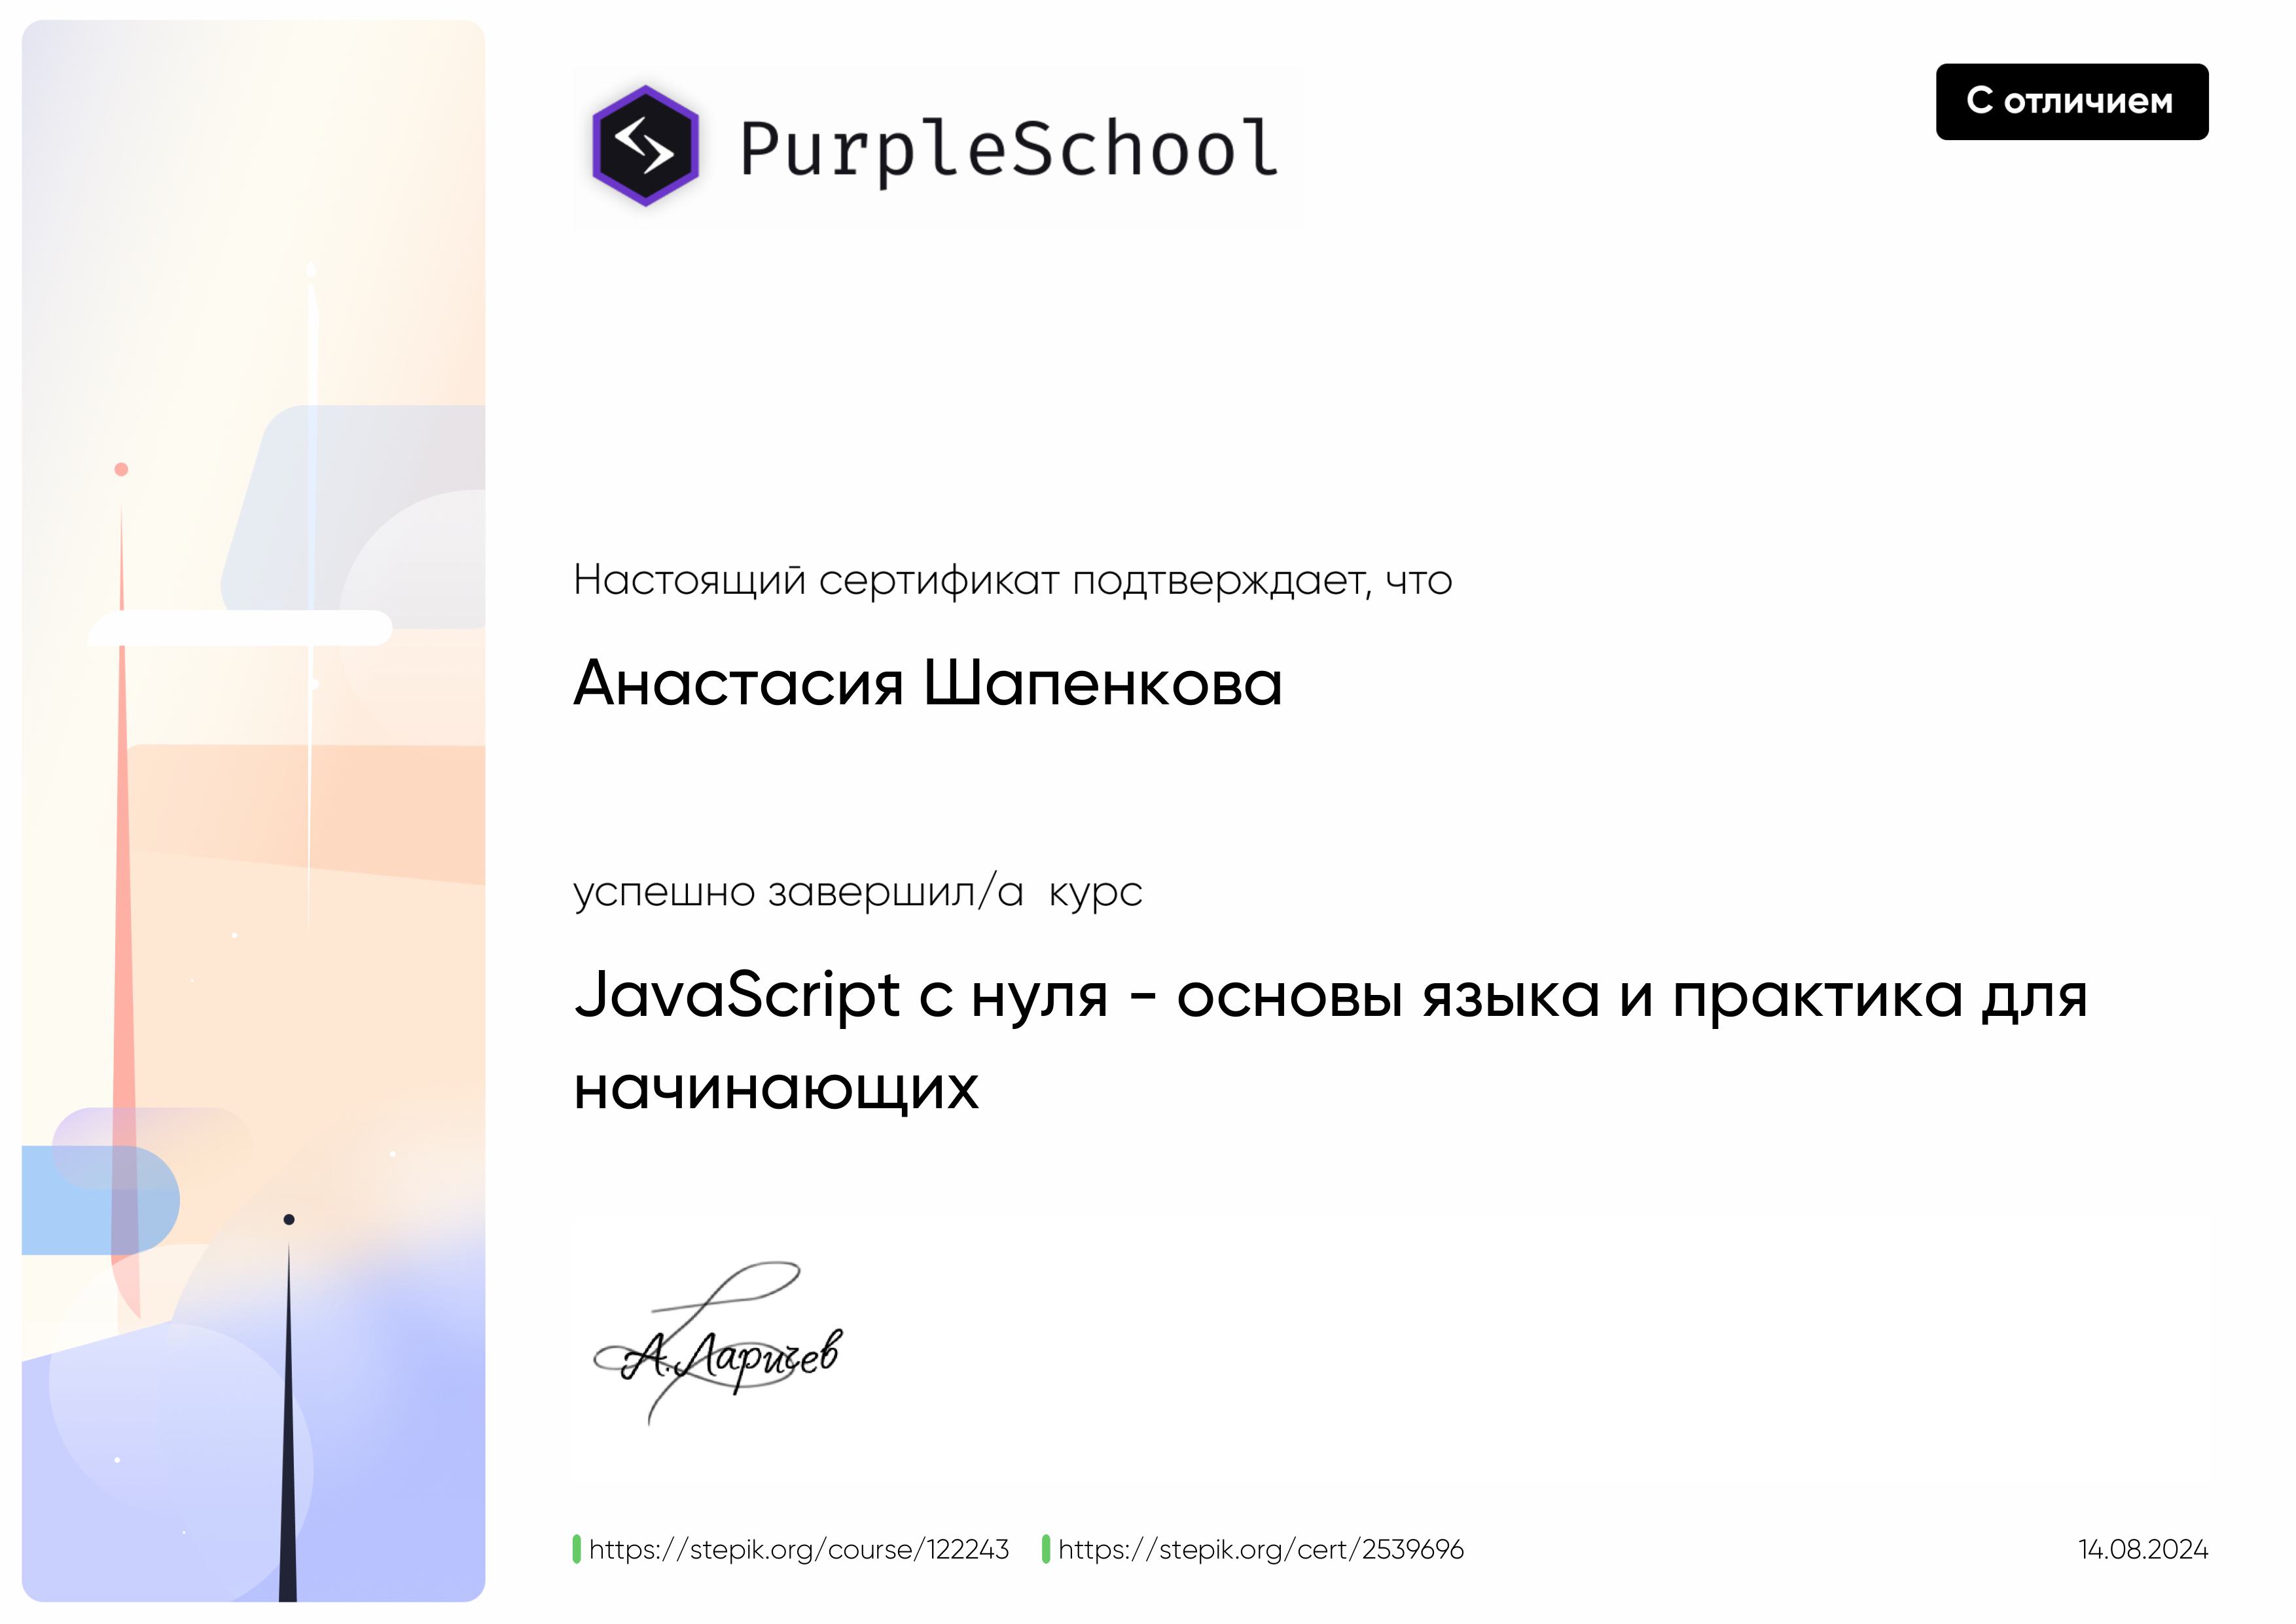 PurpleSchool
С отличием
Настоящий сертификат подтверждает, что
Анастасия Шапенкова
успешно завершил/а  курс
JavaScript с нуля - основы языка и практика для
начинающих
А.Ларичев
https://stepik.org/course/122243 https://stepik.org/cert/2539696 14.08.2024